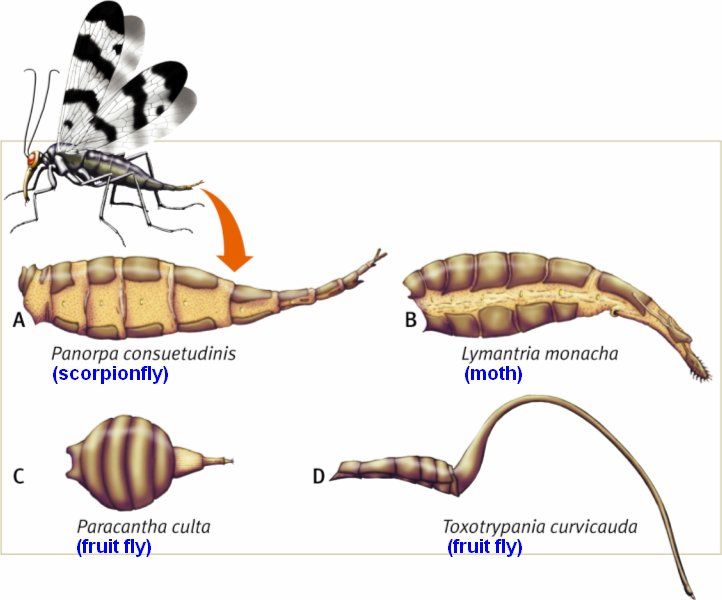 A
Panorpa consuetudinis
(scorpionfly)
B
Lymantria monacha
(moth)
C
Paracantha culta
(fruit fly)
D
Toxotrypania curvicauda
(fruit fly)